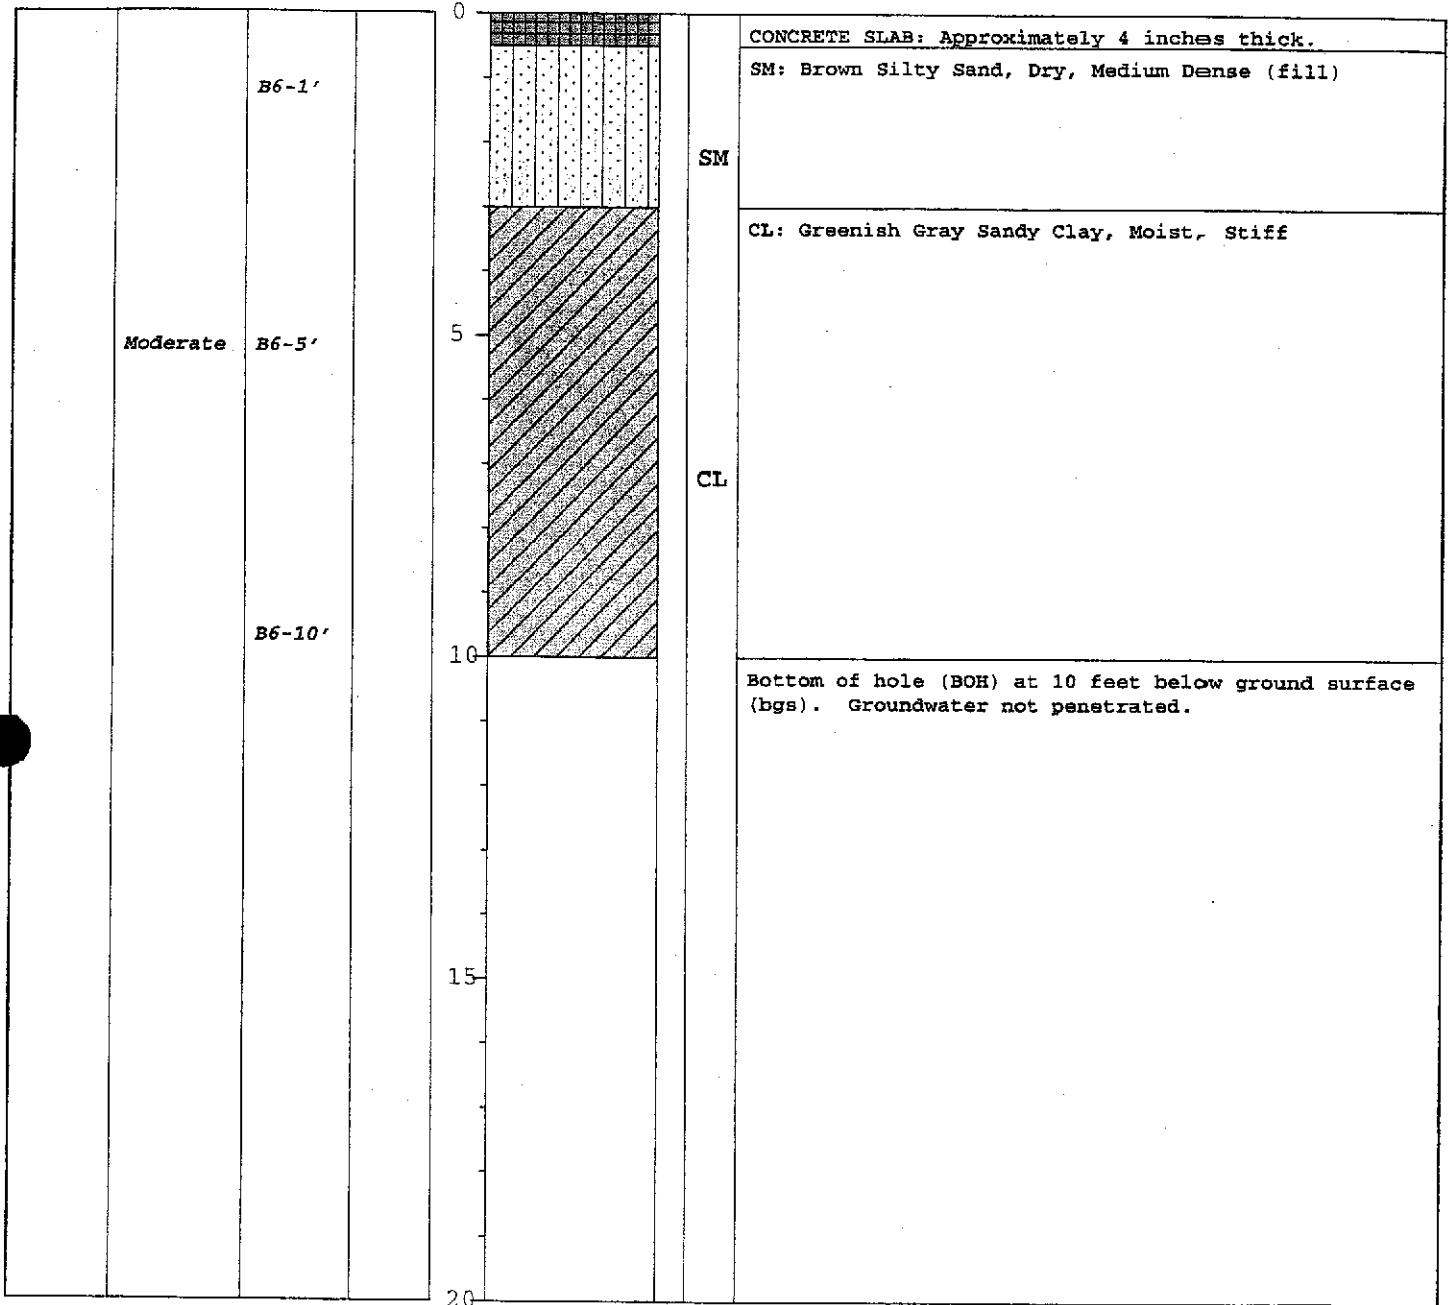 0
CONCRETE SLAB: Approximately 4 inches thick.
SM: Brown Silty Sand, Dry, Medium Dense (fill)
B6-1'
SM
CL: Greenish Gray Sandy Clay, Moist, Stiff
5
Moderate B6-5'
CL
B6-10'
10
Bottom of hole (BOH) at 10 feet below ground surface
(bgs). Groundwater not penetrated.
15
20